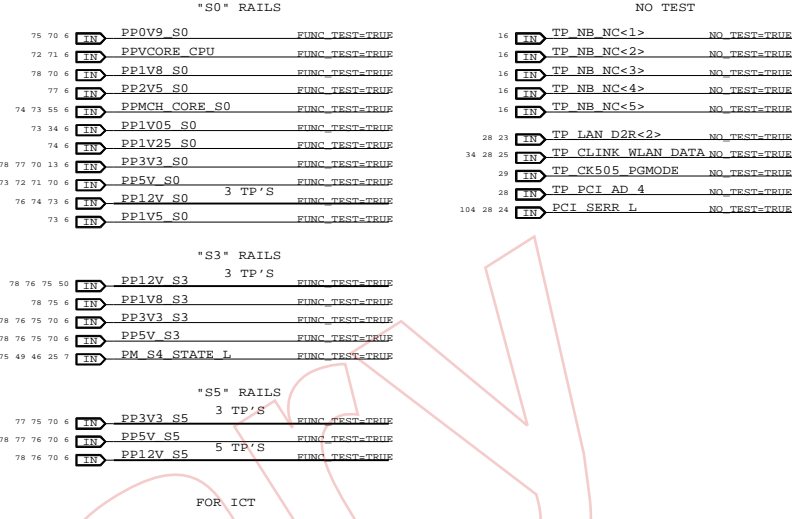 "S0" RAILS
75 70 6 IN PP0V9_S0 FUNC_TEST=TRUE
72 71 6 IN PPVCORE_CPU FUNC_TEST=TRUE
78 70 6 IN PP1V8_S0 FUNC_TEST=TRUE
77 6 IN PP2V5_S0 FUNC_TEST=TRUE
74 73 55 6 IN PPMCH_CORE_S0 FUNC_TEST=TRUE
73 34 6 IN PP1V05_S0 FUNC_TEST=TRUE
74 6 IN PP1V25_S0 FUNC_TEST=TRUE
78 77 70 13 6 IN PP3V3_S0 FUNC_TEST=TRUE
73 72 71 70 6 IN PP5V_S0 FUNC_TEST=TRUE
3 TP'S
76 74 73 6 IN PP12V_S0 FUNC_TEST=TRUE
73 6 IN PP1V5_S0 FUNC_TEST=TRUE
"S3" RAILS
3 TP'S
78 76 75 50 IN PP12V_S3 FUNC_TEST=TRUE
78 75 6 IN PP1V8_S3 FUNC_TEST=TRUE
78 76 75 70 6 IN PP3V3_S3 FUNC_TEST=TRUE
78 76 75 70 6 IN PP5V_S3 FUNC_TEST=TRUE
75 49 46 25 7 IN PM_S4_STATE_L FUNC_TEST=TRUE
"S5" RAILS
3 TP'S
77 75 70 6 IN PP3V3_S5 FUNC_TEST=TRUE
78 77 76 70 6 IN PP5V_S5 FUNC_TEST=TRUE
5 TP'S
78 76 70 6 IN PP12V_S5 FUNC_TEST=TRUE
FOR ICT
NO TEST
16 IN TP_NB_NC<1> NO_TEST=TRUE
16 IN TP_NB_NC<2> NO_TEST=TRUE
16 IN TP_NB_NC<3> NO_TEST=TRUE
16 IN TP_NB_NC<4> NO_TEST=TRUE
16 IN TP_NB_NC<5> NO_TEST=TRUE
28 23 IN TP_LAN_D2R<2> NO_TEST=TRUE
34 28 25 IN TP_CLINK_WLAN_DATA NO_TEST=TRUE
29 IN TP_CK505_PGMODE NO_TEST=TRUE
28 IN TP_PCI_AD_4 NO_TEST=TRUE
104 28 24 IN PCI_SERR_L NO_TEST=TRUE